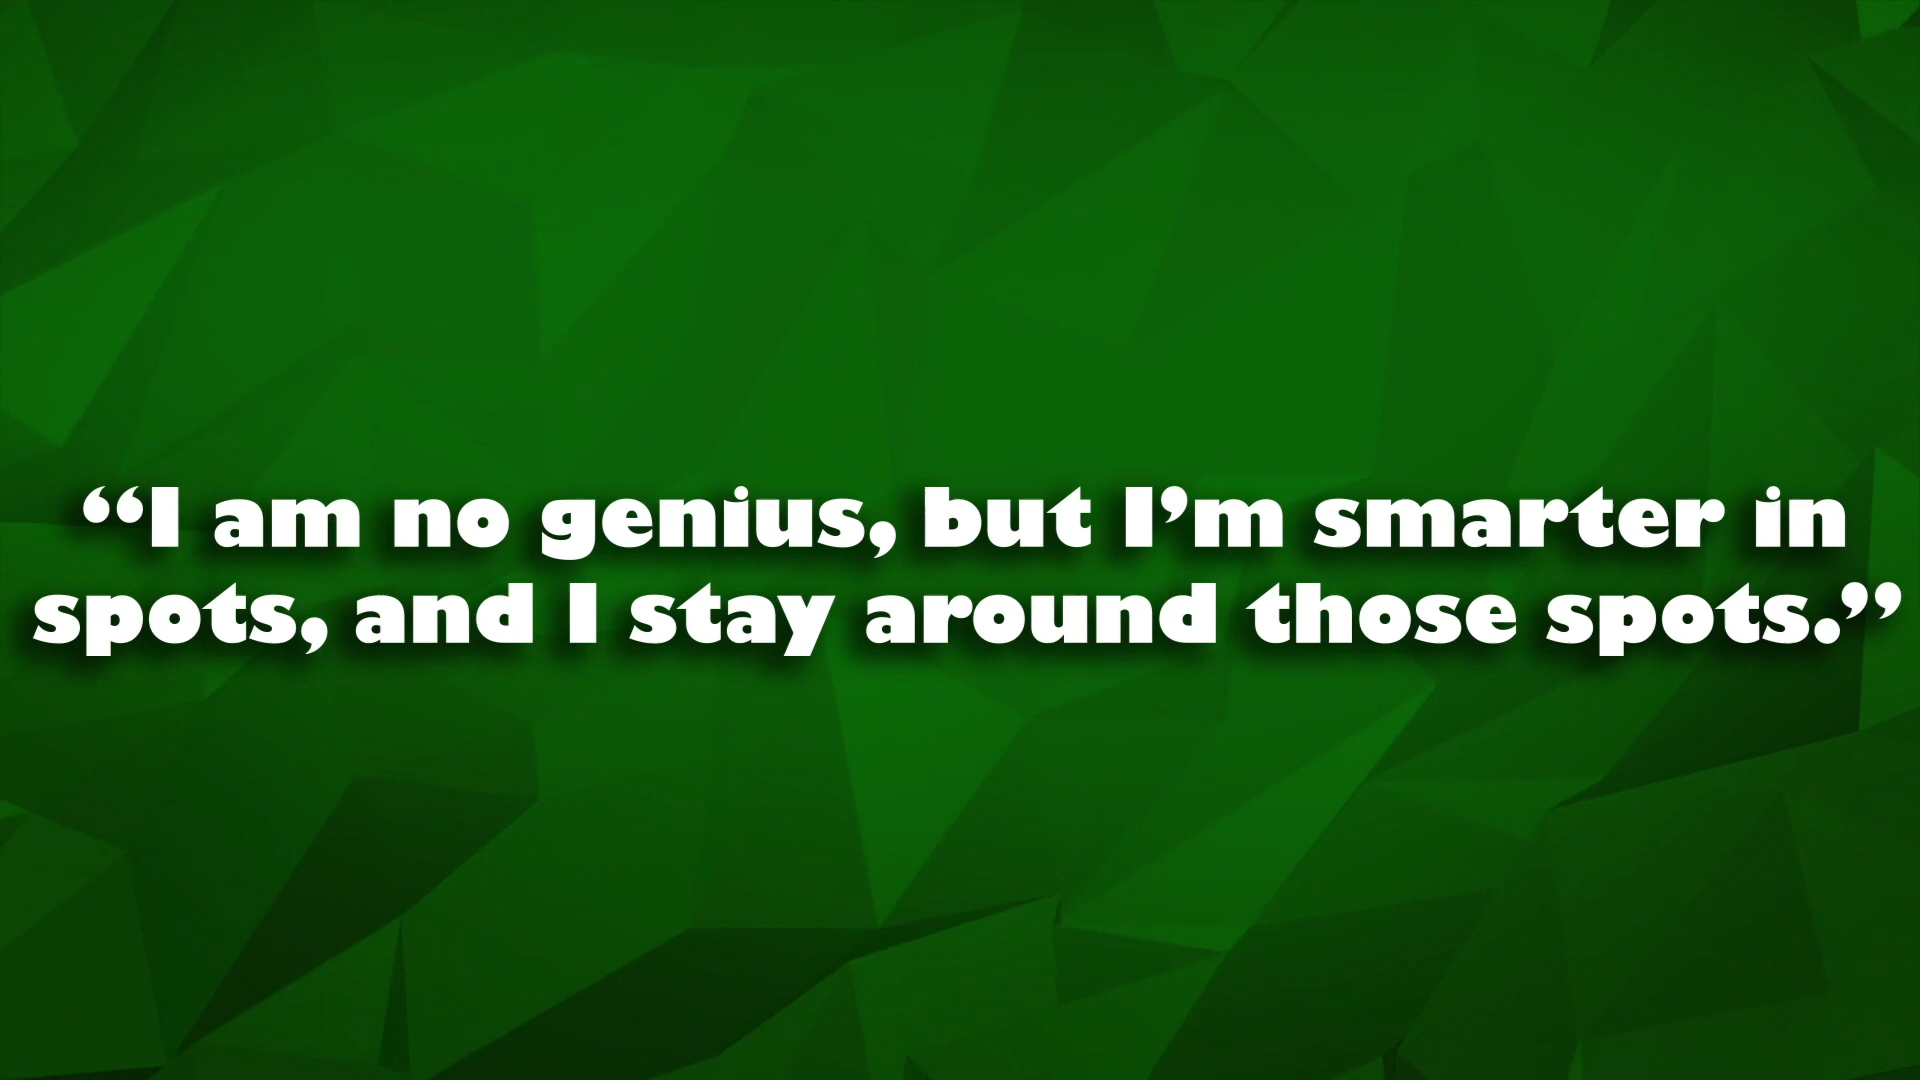 “I am no genius, but I’m smarter in
spots, and I stay around those spots.”